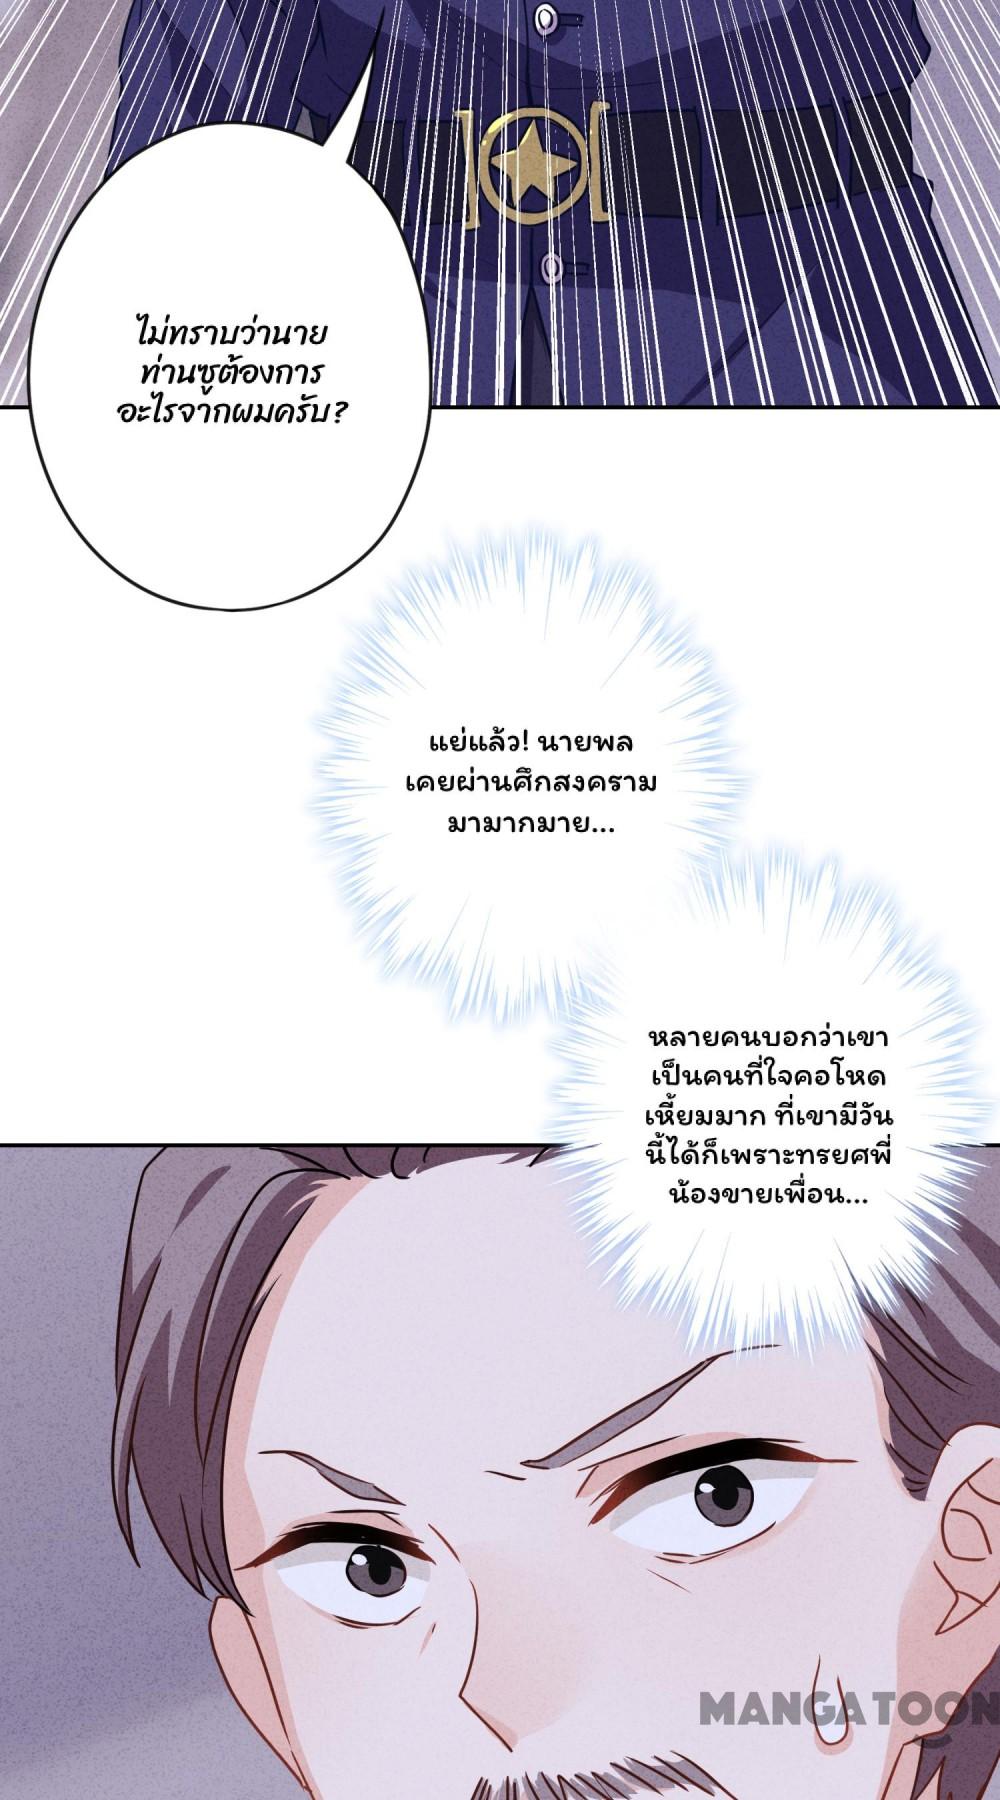 ไม่ทราบว่านาย
ท่านซูต้องการ
อะไรจากผมครับ?
แย่แล้ว! นายพล
เคยผ่านศึกสงคราม
มามากมาย...
หลายคนบอกว่าเขา
เป็นคนที่ใจคอโหด
เหี้ยมมาก ที่เขามีวัน
นี้ได้ก็เพราะทรยศพี่
น้องขายเพื่อน...
MANGATOON